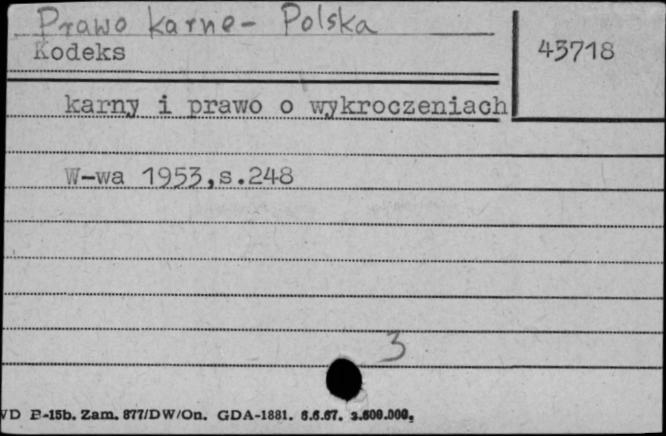 Prawo karne - Polska
Kodeks
43718
karny i prawo o wykroczeniach
W-wa 1953,s.248
3
VD B-15b. Zam. 877/DW/On. GDA-1881. 6.6.67. 3.600.000,